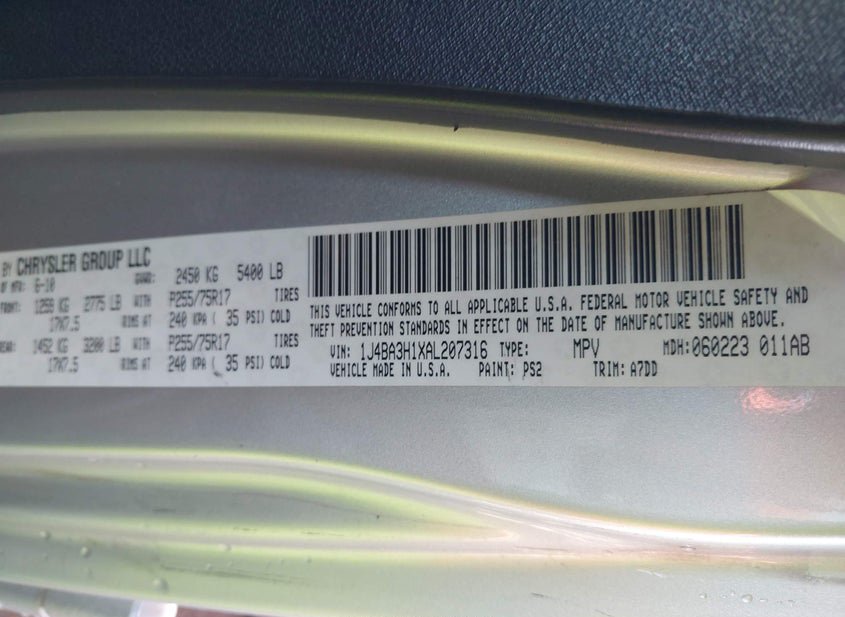 BY CHRYSLER GROUP LLC
OF MFR: 6-10 GVWR: 2450 KG 5400 LB
FRONT: 1259 KG 2775 LB WITH P255/75R17 TIRES
17X7.5 RIMS AT 240 KPA ( 35 PSI) COLD
REAR: 1452 KG 3200 LB WITH P255/75R17 TIRES
17X7.5 RIMS AT 240 KPA ( 35 PSI) COLD
THIS VEHICLE CONFORMS TO ALL APPLICABLE U.S.A. FEDERAL MOTOR VEHICLE SAFETY AND
THEFT PREVENTION STANDARDS IN EFFECT ON THE DATE OF MANUFACTURE SHOWN ABOVE.
VIN: 1J4BA3H1XAL207316 TYPE: MPV MDH: 060223 011AB
VEHICLE MADE IN U.S.A. PAINT: PS2 TRIM: A7DD